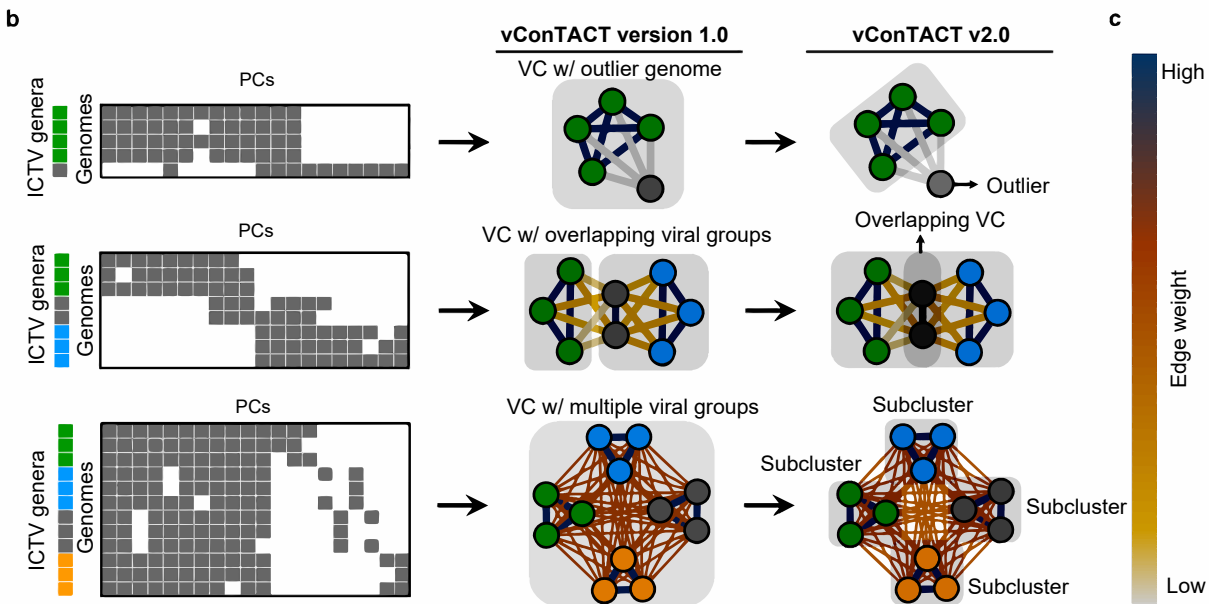 b
c
vConTACT version 1.0
vConTACT v2.0
PCs
ICTV genera
Genomes
VC w/ outlier genome
Outlier
PCs
ICTV genera
Genomes
VC w/ overlapping viral groups
Overlapping VC
PCs
ICTV genera
Genomes
VC w/ multiple viral groups
Subcluster
Subcluster
Subcluster
Subcluster
High
Edge weight
Low